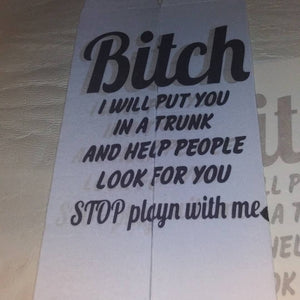 Bitch
I WILL PUT YOU
IN A TRUNK
AND HELP PEOPLE
LOOK FOR YOU
STOP playn with me